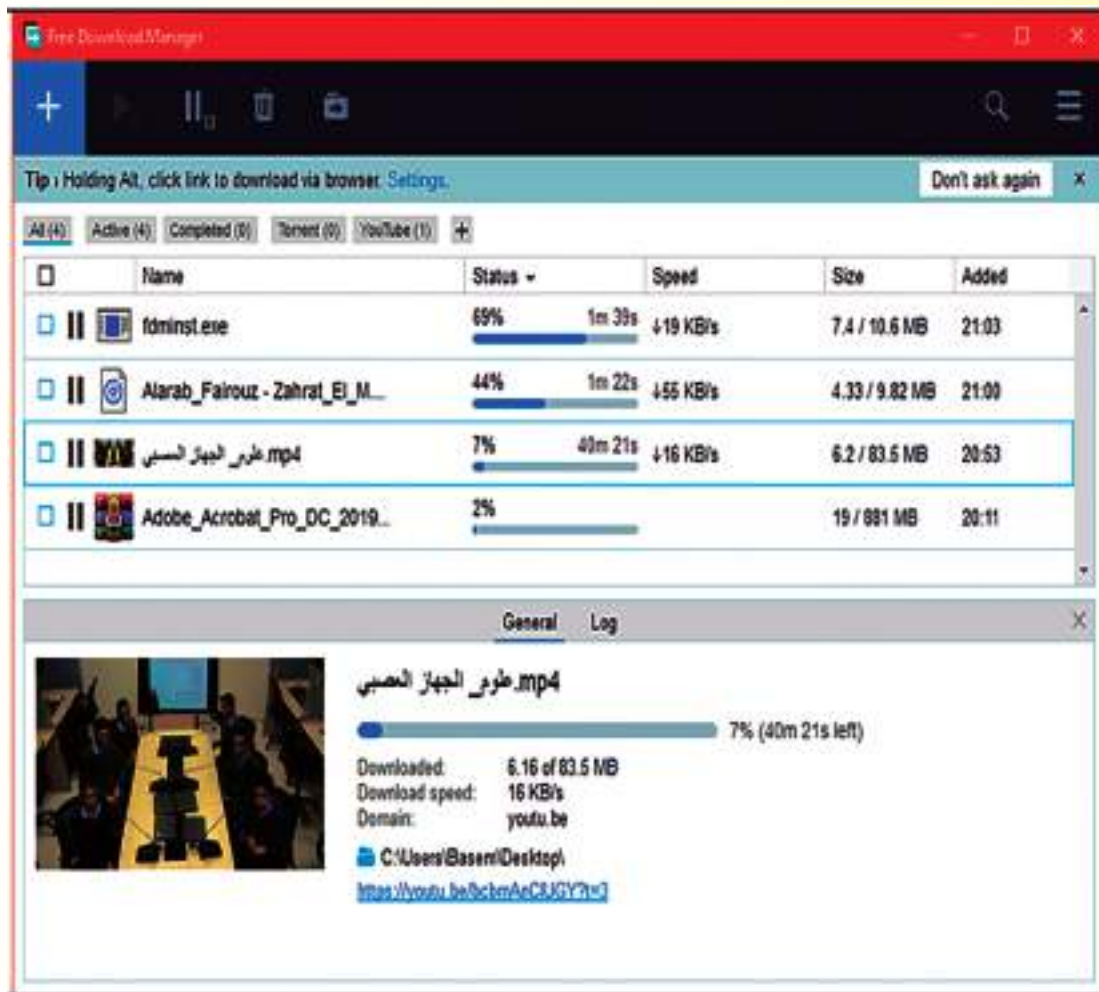 Free Download Manager
Tip › Holding Alt, click link to download via browser. Settings. Don't ask again
All (4) Active (4) Completed (0) Torrent (0) YouTube (1) +
Name Status Speed Size Added
fdminst.exe 69% 1m 39s ↓19 KB/s 7.4 / 10.6 MB 21:03
Alarab_Fairouz - Zahrat_El_M... 44% 1m 22s ↓55 KB/s 4.33 / 9.82 MB 21:00
الجهاز العصبي.mp4 7% 40m 21s ↓16 KB/s 6.2 / 83.5 MB 20:53
Adobe_Acrobat_Pro_DC_2019... 2% 19 / 881 MB 20:11
General Log
الجهاز العصبي.mp4
7% (40m 21s left)
Downloaded: 6.16 of 83.5 MB
Download speed: 16 KB/s
Domain: youtu.be
C:\Users\Basem\Desktop\